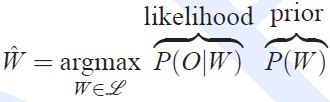 likelihood prior
Ŵ = argmax P(O|W) P(W)
W∈ℒ